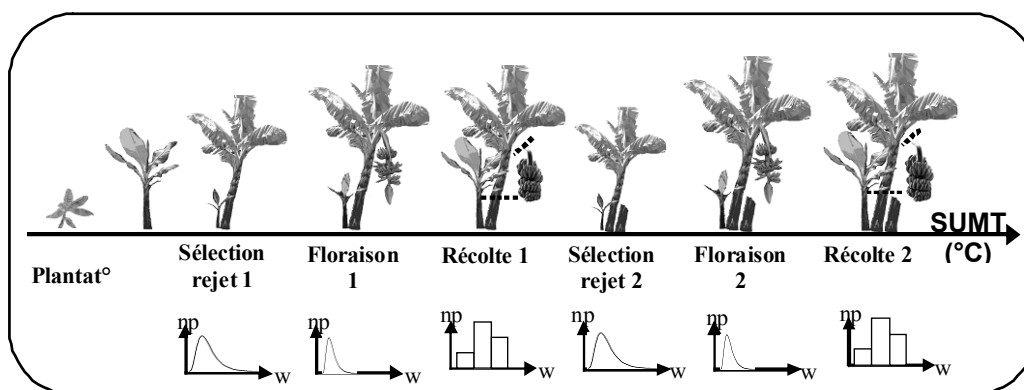 SUMT
(°C)
Plantat°
Sélection
rejet 1
Floraison
1
Récolte 1
Sélection
rejet 2
Floraison
2
Récolte 2
np
w
np
w
np
w
np
w
np
w
np
w